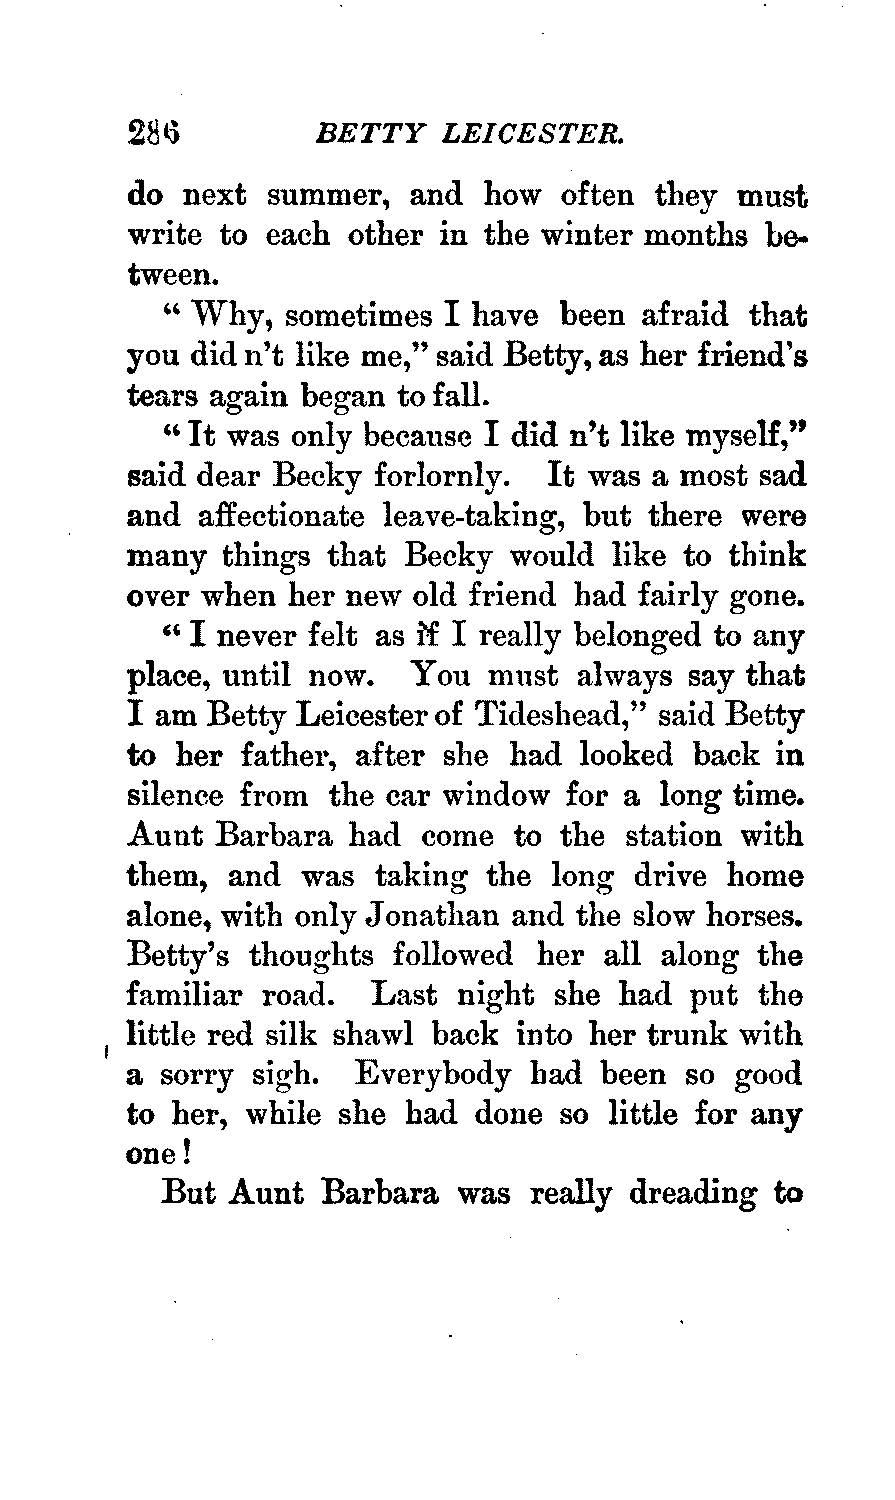 286 BETTY LEICESTER.
do next summer, and how often they must
write to each other in the winter months be-
tween.
“ Why, sometimes I have been afraid that
you did n’t like me,” said Betty, as her friend’s
tears again began to fall.
“ It was only because I did n’t like myself,”
said dear Becky forlornly. It was a most sad
and affectionate leave-taking, but there were
many things that Becky would like to think
over when her new old friend had fairly gone.
“ I never felt as if I really belonged to any
place, until now. You must always say that
I am Betty Leicester of Tideshead,” said Betty
to her father, after she had looked back in
silence from the car window for a long time.
Aunt Barbara had come to the station with
them, and was taking the long drive home
alone, with only Jonathan and the slow horses.
Betty’s thoughts followed her all along the
familiar road. Last night she had put the
little red silk shawl back into her trunk with
a sorry sigh. Everybody had been so good
to her, while she had done so little for any
one !
But Aunt Barbara was really dreading to